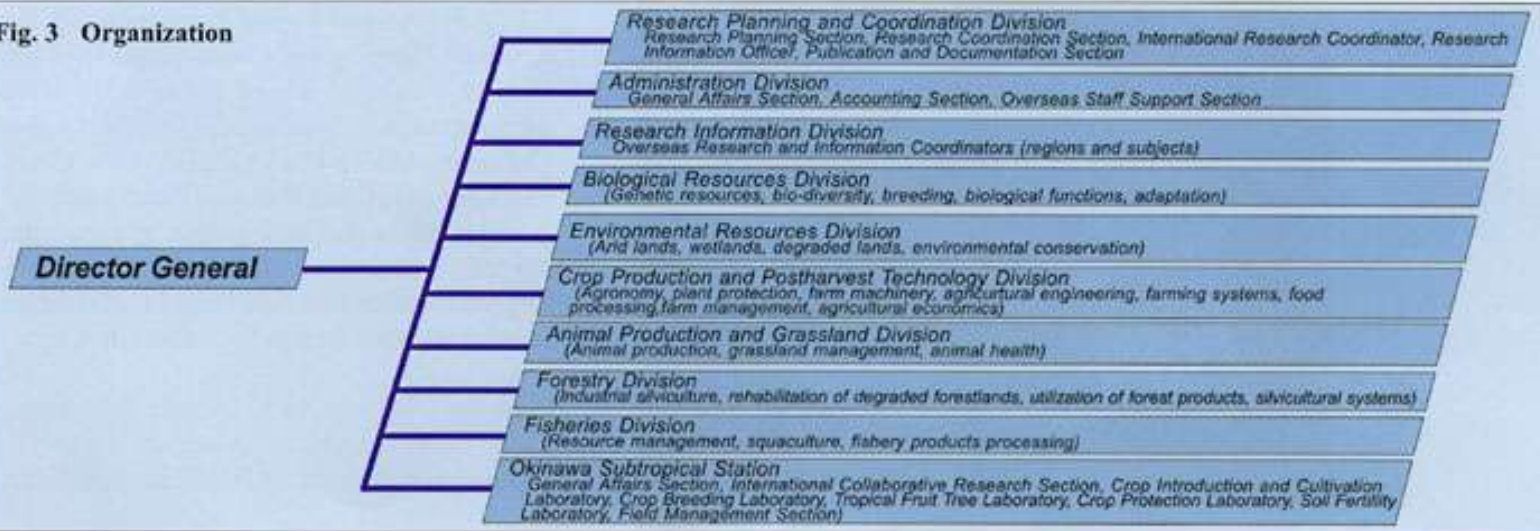 Fig. 3 Organization
Director General
Research Planning and Coordination Division
Research Planning Section, Research Coordination Section, International Research Coordinator, Research
Information Officer, Publication and Documentation Section
Administration Division
General Affairs Section, Accounting Section, Overseas Staff Support Section
Research Information Division
Overseas Research and Information Coordinators (regions and subjects)
Biological Resources Division
(Genetic resources, bio-diversity, breeding, biological functions, adaptation)
Environmental Resources Division
(Arid lands, wetlands, degraded lands, environmental conservation)
Crop Production and Postharvest Technology Division
(Agronomy, plant protection, farm machinery, agricurtural engineering, farming systems, food
processing,farm management, agricultural economics)
Animal Production and Grassland Division
(Animal production, grassland management, animal health)
Forestry Division
(Industrial silviculture, rehabilitation of degraded forestlands, utilization of forest products, silvicultural systems)
Fisheries Division
(Resource management, squaculture, fishery products processing)
Okinawa Subtropical Station
General Affairs Section, International Collaborative Research Section, Crop Introduction and Cultivation
Laboratory, Crop Breeding Laboratory, Tropical Fruit Tree Laboratory, Crop Protection Laboratory, Soil Fertility
Laboratory, Field Management Section)